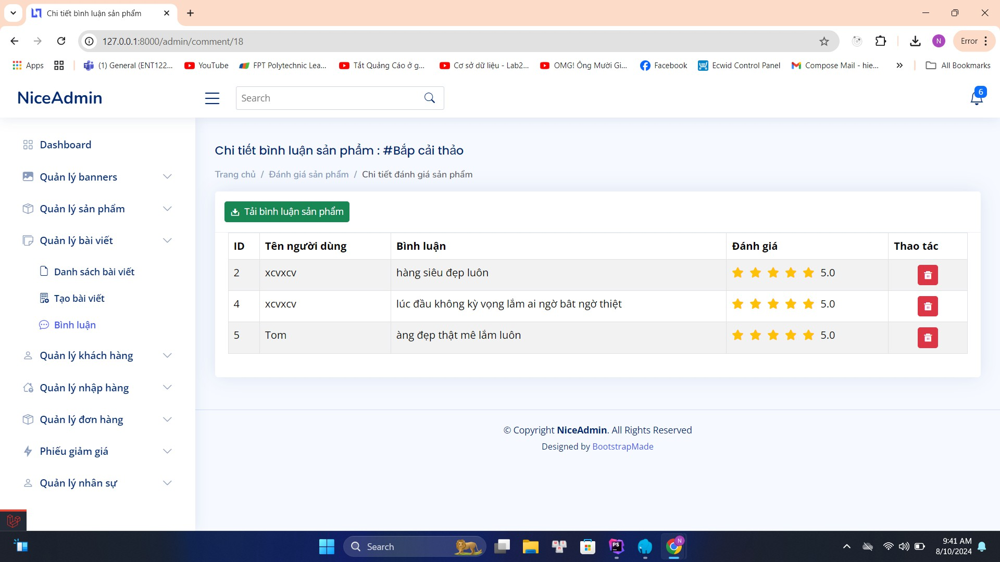 Chi tiết bình luận sản phẩm
127.0.0.1:8000/admin/comment/18
N
Error
Apps
(1) General (ENT122...
YouTube
FPT Polytechnic Lea...
Tắt Quảng Cáo ở g...
Cơ sở dữ liệu - Lab2...
OMG! Ông Mười Gi...
Facebook
Ecwid Control Panel
Compose Mail - hie...
All Bookmarks
NiceAdmin
Search
6
Dashboard
Quản lý banners
Quản lý sản phẩm
Quản lý bài viết
Danh sách bài viết
Tạo bài viết
Bình luận
Quản lý khách hàng
Quản lý nhập hàng
Quản lý đơn hàng
Phiếu giảm giá
Quản lý nhân sự
Chi tiết bình luận sản phẩm : #Bắp cải thảo
Trang chủ / Đánh giá sản phẩm / Chi tiết đánh giá sản phẩm
Tải bình luận sản phẩm
ID Tên người dùng Bình luận Đánh giá Thao tác
2 xcvxcv hàng siêu đẹp luôn 5.0
4 xcvxcv lúc đầu không kỳ vọng lắm ai ngờ bât ngờ thiệt 5.0
5 Tom àng đẹp thật mê lắm luôn 5.0
© Copyright NiceAdmin. All Rights Reserved
Designed by BootstrapMade
Search
PS
N
9:41 AM
8/10/2024